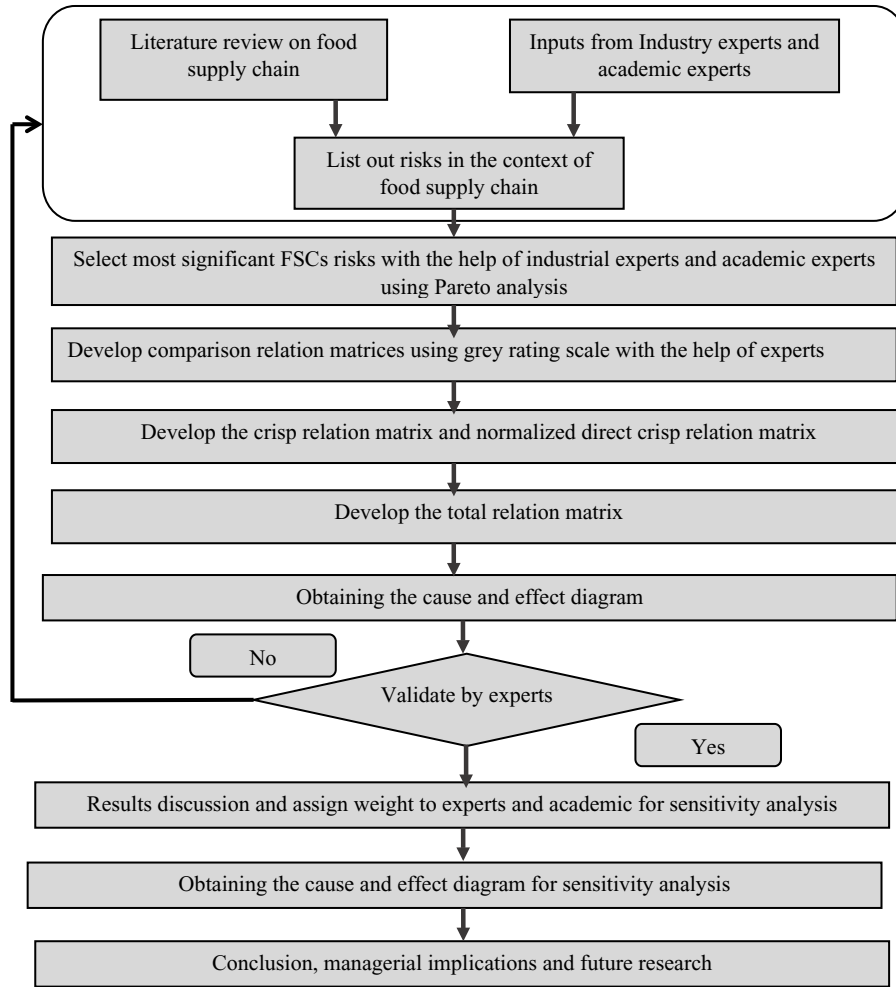 Literature review on food
supply chain
Inputs from Industry experts and
academic experts
List out risks in the context of
food supply chain
Select most significant FSCs risks with the help of industrial experts and academic experts
using Pareto analysis
Develop comparison relation matrices using grey rating scale with the help of experts
Develop the crisp relation matrix and normalized direct crisp relation matrix
Develop the total relation matrix
Obtaining the cause and effect diagram
No
Validate by experts
Yes
Results discussion and assign weight to experts and academic for sensitivity analysis
Obtaining the cause and effect diagram for sensitivity analysis
Conclusion, managerial implications and future research